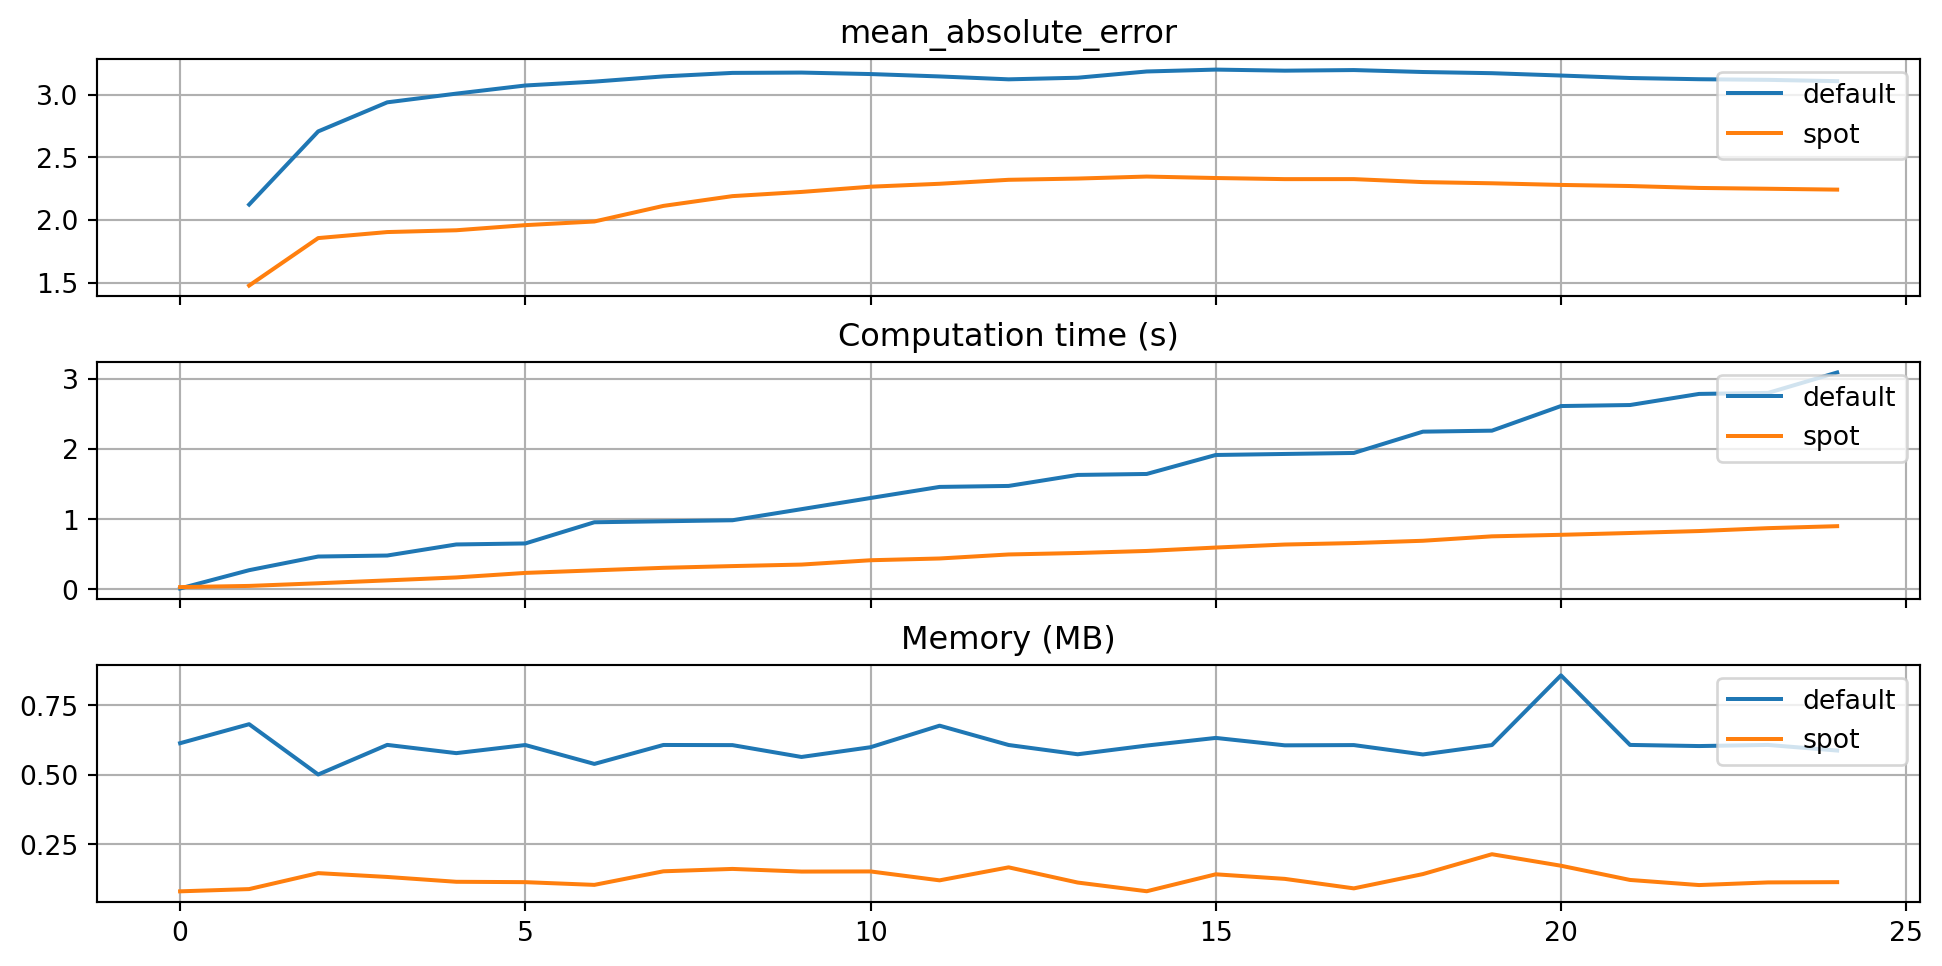 mean_absolute_error
3.0
2.5
2.0
1.5
default
spot
Computation time (s)
3
2
1
0
default
spot
Memory (MB)
0.75
0.50
0.25
default
spot
0 5 10 15 20 25